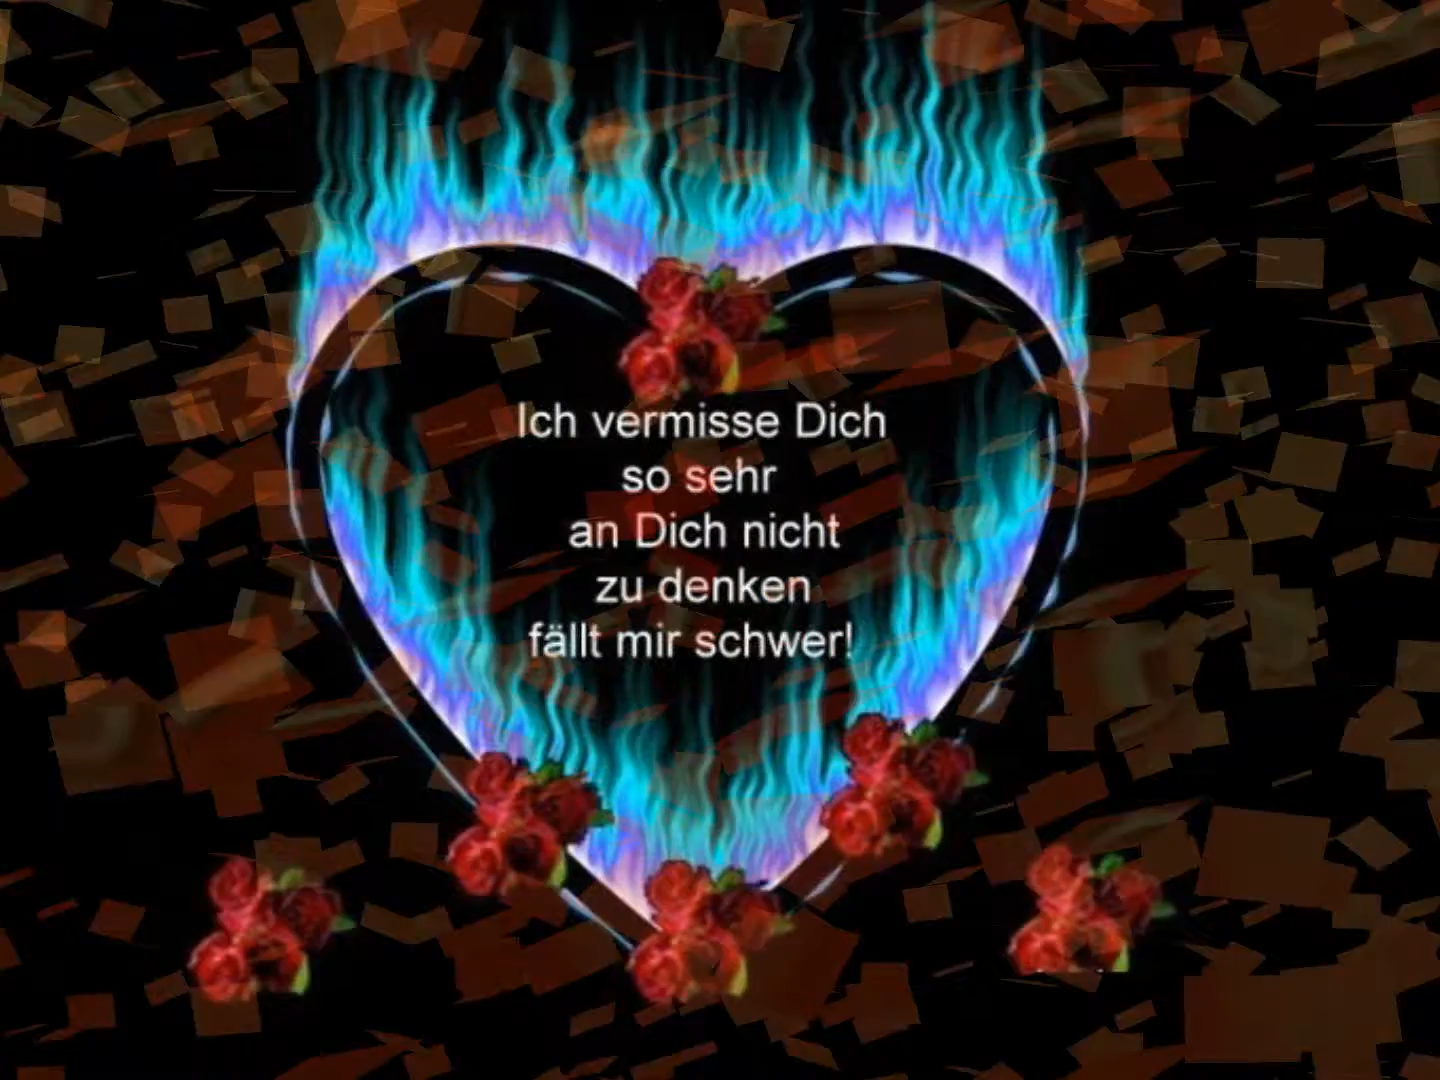 Ich vermisse Dich
so sehr
an Dich nicht
zu denken
fällt mir schwer!